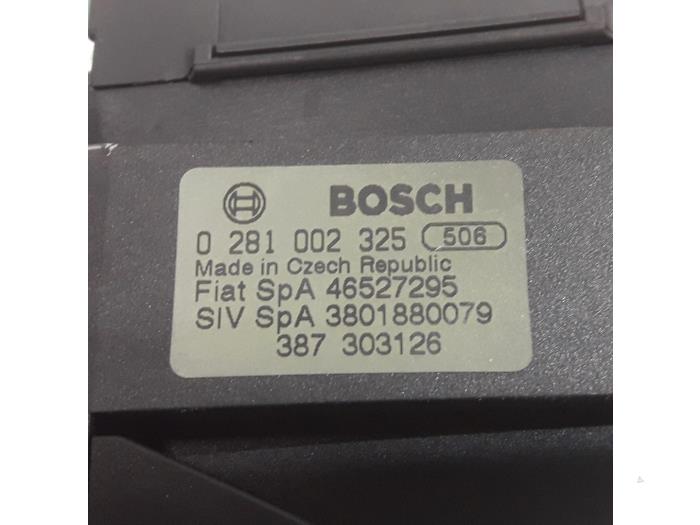 BOSCH
0 281 002 325 506
Made in Czech Republic
Fiat SpA 46527295
SIV SpA 3801880079
387 303126